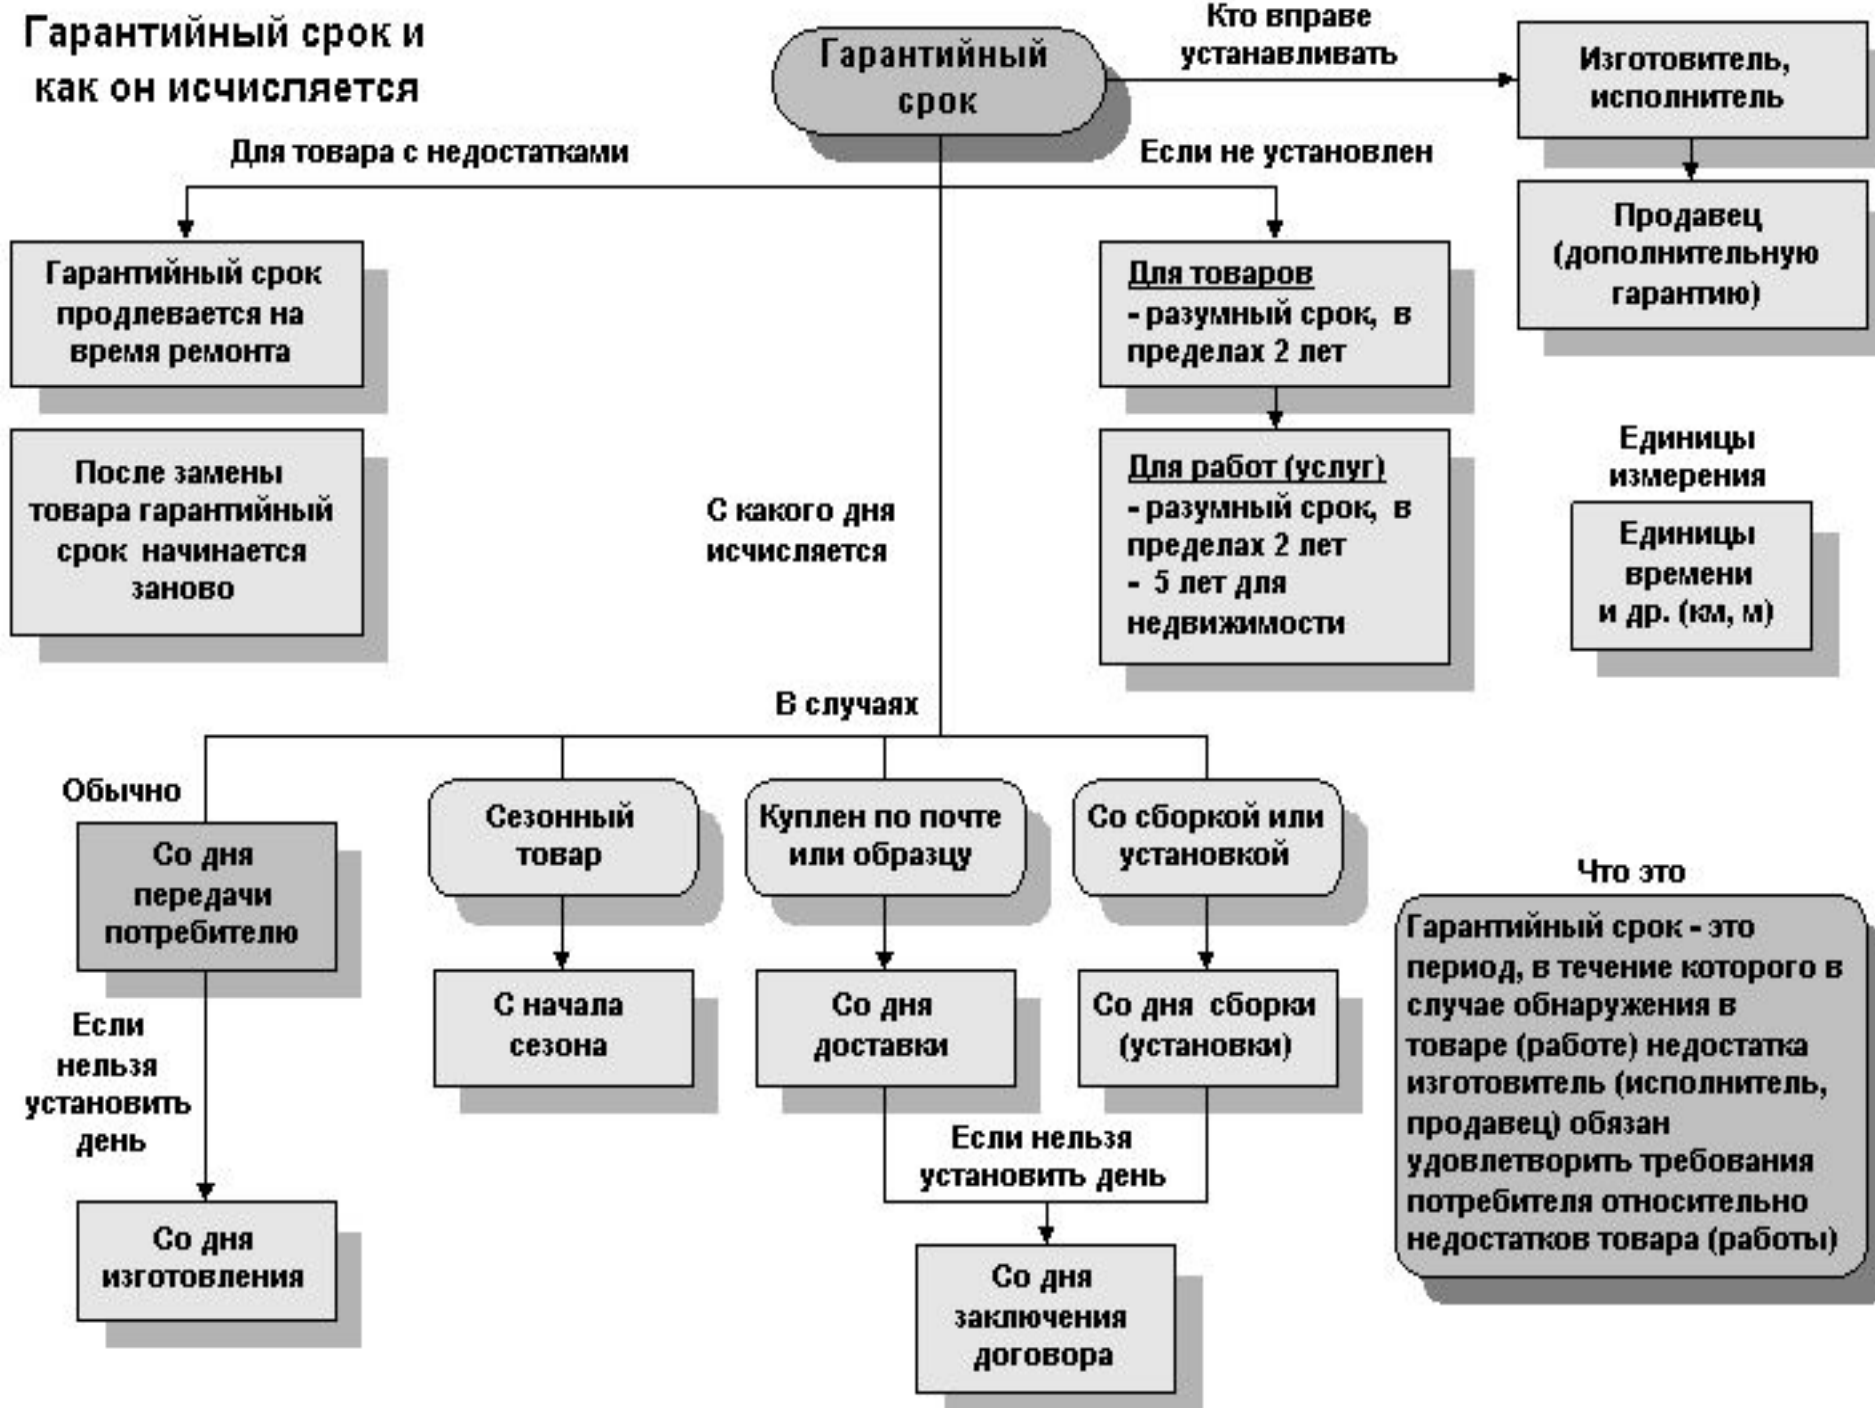 Гарантийный срок и
как он исчисляется
Гарантийный
срок
Кто вправе
устанавливать
Изготовитель,
исполнитель
Продавец
(дополнительную
гарантию)
Для товара с недостатками
Гарантийный срок
продлевается на
время ремонта
После замены
товара гарантийный
срок начинается
заново
Если не установлен
Для товаров
- разумный срок, в
пределах 2 лет
Для работ (услуг)
- разумный срок, в
пределах 2 лет
- 5 лет для
недвижимости
Единицы
измерения
Единицы
времени
и др. (км, м)
С какого дня
исчисляется
В случаях
Обычно
Со дня
передачи
потребителю
Если
нельзя
установить
день
Со дня
изготовления
Сезонный
товар
С начала
сезона
Куплен по почте
или образцу
Со дня
доставки
Со сборкой или
установкой
Со дня сборки
(установки)
Если нельзя
установить день
Со дня
заключения
договора
Что это
Гарантийный срок - это
период, в течение которого в
случае обнаружения в
товаре (работе) недостатка
изготовитель (исполнитель,
продавец) обязан
удовлетворить требования
потребителя относительно
недостатков товара (работы)